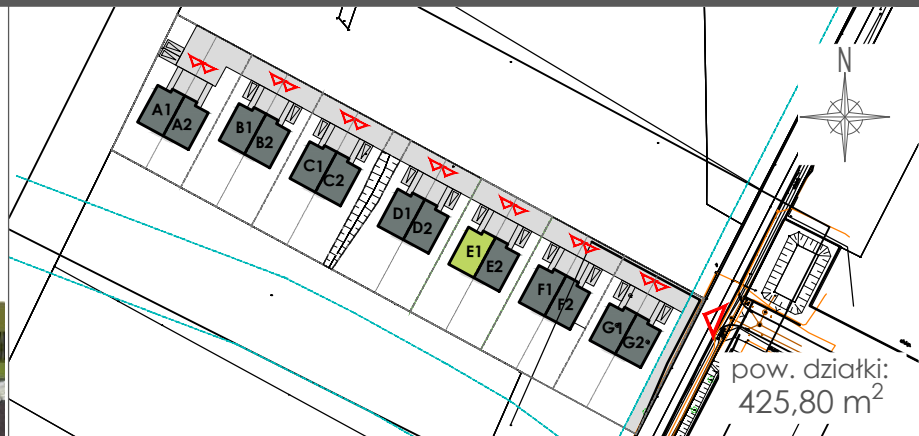 N
A1
A2
B1
B2
C1
C2
D1
D2
E1
E2
F1
F2
G1
G2
pow. działki:
425,80 m²